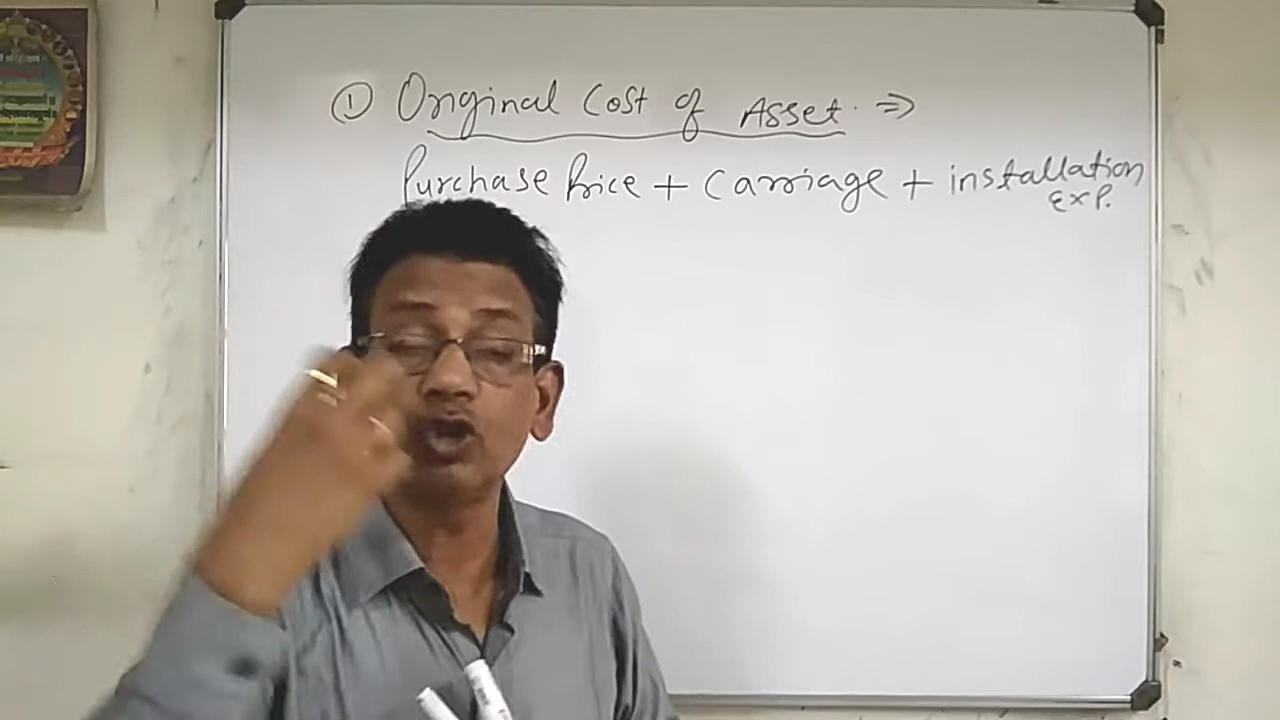 ① Original Cost of Asset. ⇒
Purchase Price + Carriage + installation
Exp.